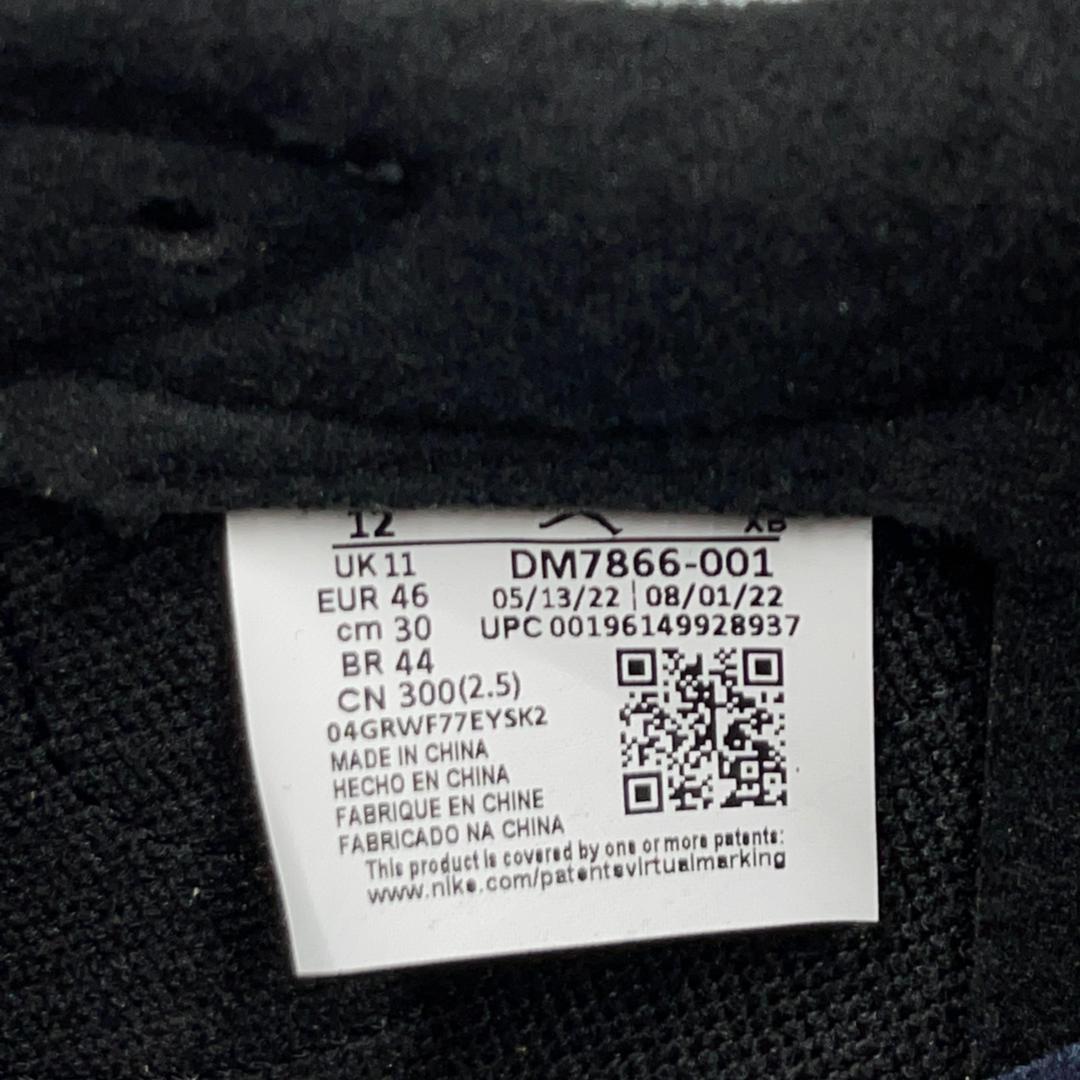 12 XB
UK 11 DM7866-001
EUR 46 05/13/22 | 08/01/22
cm 30 UPC 00196149928937
BR 44
CN 300(2.5)
04GRWF77EYSK2
MADE IN CHINA
HECHO EN CHINA
FABRIQUE EN CHINE
FABRICADO NA CHINA
This product is covered by one or more patents:
www.nike.com/patentsvirtualmarking